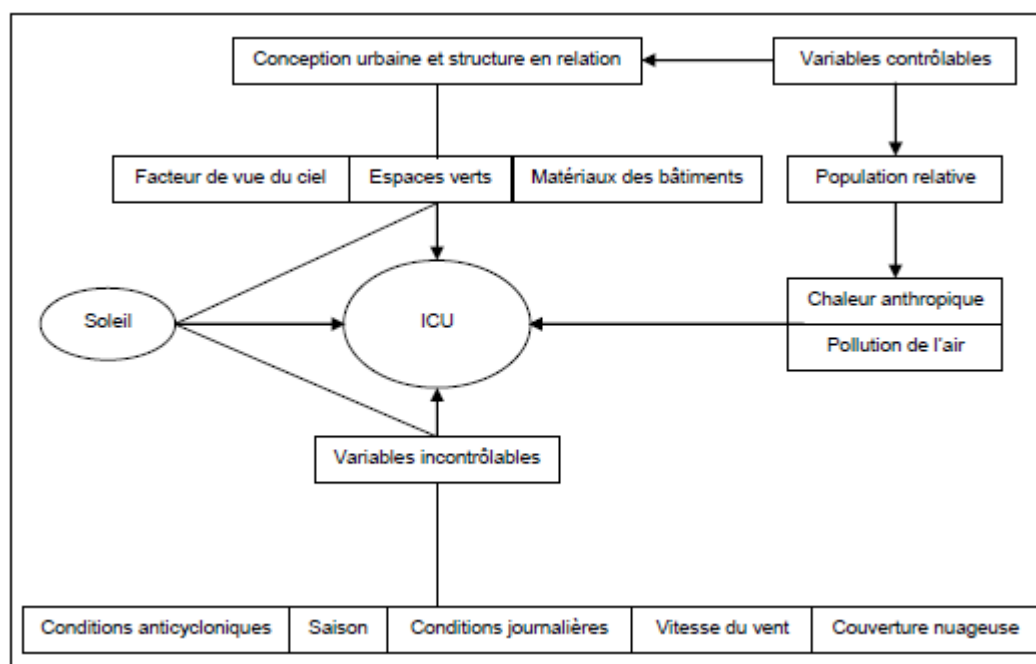 Conception urbaine et structure en relation
Variables contrôlables
Facteur de vue du ciel
Espaces verts
Matériaux des bâtiments
Population relative
Soleil
ICU
Chaleur anthropique
Pollution de l'air
Variables incontrôlables
Conditions anticycloniques
Saison
Conditions journalières
Vitesse du vent
Couverture nuageuse